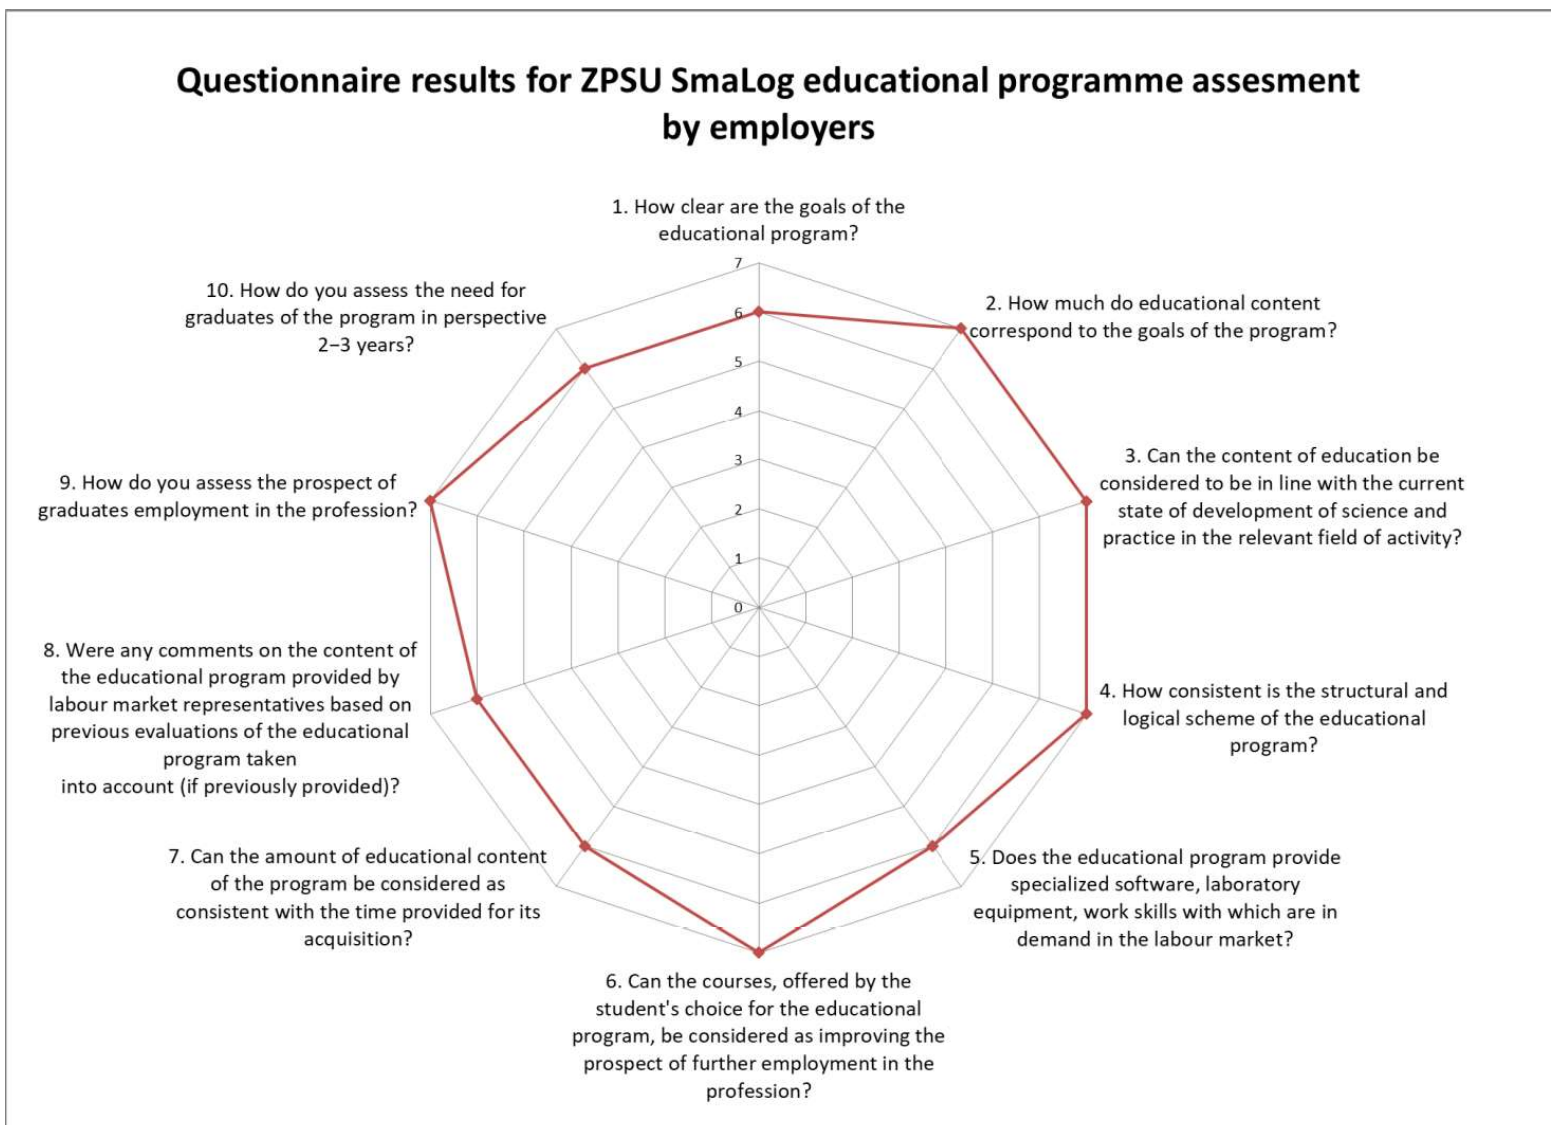 Questionnaire results for ZPSU SmaLog educational programme assesment
by employers
1. How clear are the goals of the
educational program?
2. How much do educational content
correspond to the goals of the program?
3. Can the content of education be
considered to be in line with the current
state of development of science and
practice in the relevant field of activity?
4. How consistent is the structural and
logical scheme of the educational
program?
5. Does the educational program provide
specialized software, laboratory
equipment, work skills with which are in
demand in the labour market?
6. Can the courses, offered by the
student's choice for the educational
program, be considered as improving the
prospect of further employment in the
profession?
7. Can the amount of educational content
of the program be considered as
consistent with the time provided for its
acquisition?
8. Were any comments on the content of
the educational program provided by
labour market representatives based on
previous evaluations of the educational
program taken
into account (if previously provided)?
9. How do you assess the prospect of
graduates employment in the profession?
10. How do you assess the need for
graduates of the program in perspective
2–3 years?
7
6
5
4
3
2
1
0